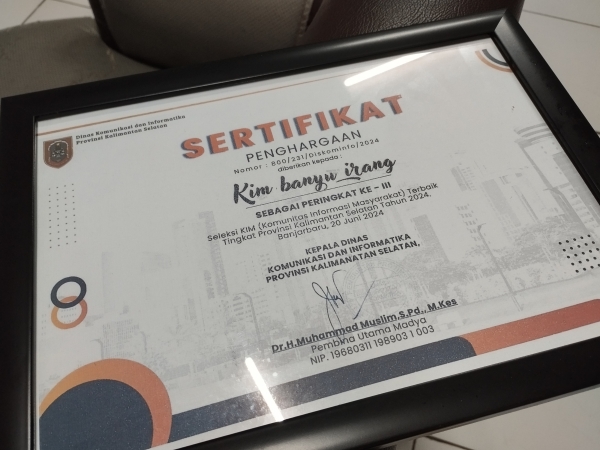 Dinas Komunikasi dan Informatika
Provinsi Kalimantan Selatan
SERTIFIKAT
PENGHARGAAN
Nomor : 800/231/Diskominfo/2024
diberikan kepada :
Kim banyu irang
SEBAGAI PERINGKAT KE - III
Seleksi KIM (Komunitas Informasi Masyarakat) Terbaik
Tingkat Provinsi Kalimantan Selatan Tahun 2024.
Banjarbaru, 20 Juni 2024
KEPALA DINAS
KOMUNIKASI DAN INFORMATIKA
PROVINSI KALIMANATAN SELATAN,
Dr.H.Muhammad Muslim,S.Pd., M.Kes
Pembina Utama Madya
NIP. 19680311 198903 1 003